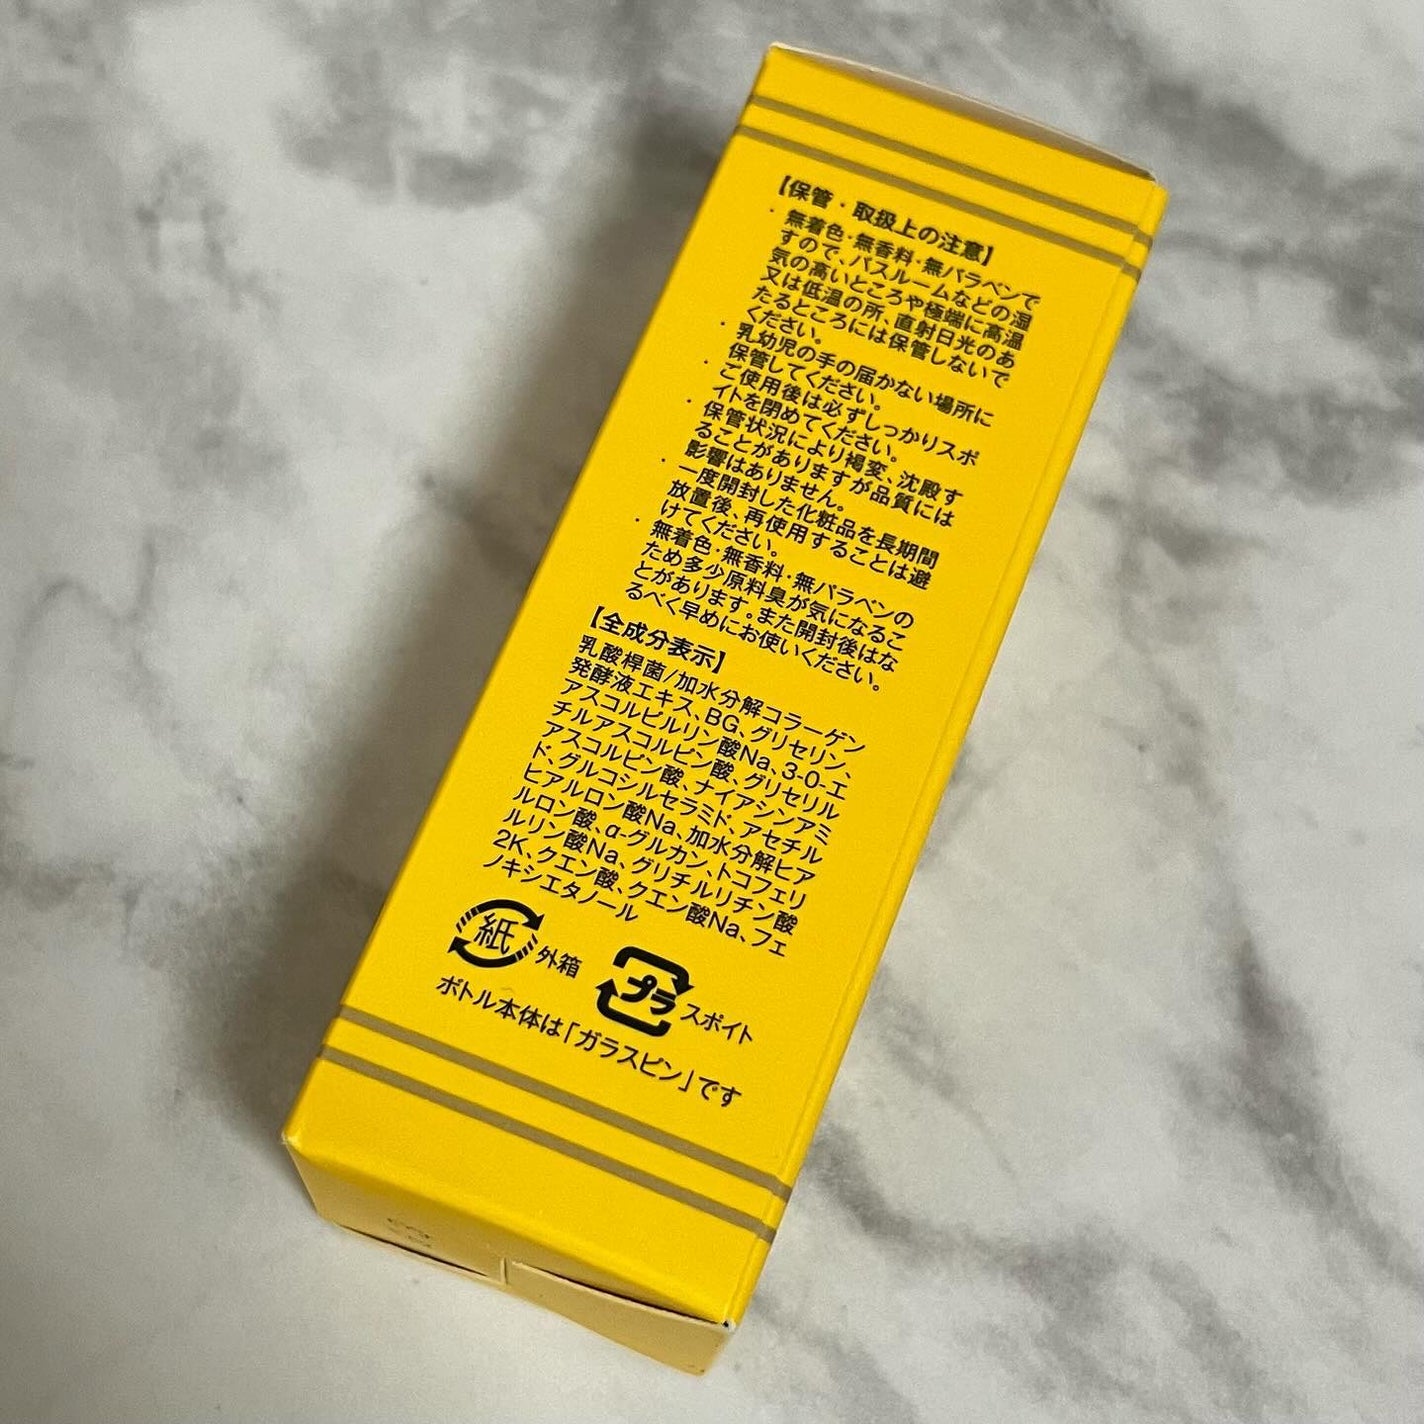 【保管・取扱上の注意】
・無着色・無香料・無パラベンで
すので、バスルームなどの湿
気の高いところや極端に高温
又は低温の所、直射日光のあ
たるところには保管しないで
ください。
・乳幼児の手の届かない場所に
保管してください。
・ご使用後は必ずしっかりスポ
イトを閉めてください。
・保管状況により褐変、沈殿す
ることがありますが品質には
影響はありません。
・一度開封した化粧品を長期間
放置後、再使用することは避
けてください。
・無着色・無香料・無パラベンの
ため多少原料臭が気になるこ
とがあります。また開封後はな
るべく早めにお使いください。
【全成分表示】
乳酸桿菌/加水分解コラーゲン
発酵液エキス、BG、グリセリン、
アスコルビルリン酸Na、3-0-エ
チルアスコルビン酸、グリセリル
アスコルビン酸、ナイアシンアミ
ド、グルコシルセラミド、アセチル
ヒアルロン酸Na、加水分解ヒア
ルロン酸、α-グルカン、トコフェリ
ルリン酸Na、グリチルリチン酸
2K、クエン酸、クエン酸Na、フェ
ノキシエタノール
紙 外箱 プラ スポイト
ボトル本体は「ガラスビン」です